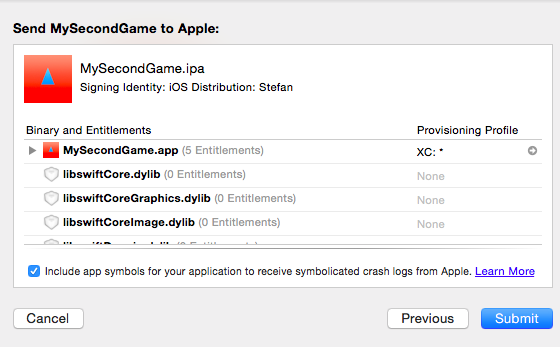 Send MySecondGame to Apple:
MySecondGame.ipa
Signing Identity: iOS Distribution: Stefan
Binary and Entitlements Provisioning Profile
MySecondGame.app (5 Entitlements) XC: *
libswiftCore.dylib (0 Entitlements) None
libswiftCoreGraphics.dylib (0 Entitlements) None
libswiftCoreImage.dylib (0 Entitlements) None
Include app symbols for your application to receive symbolicated crash logs from Apple. Learn More
Cancel Previous Submit